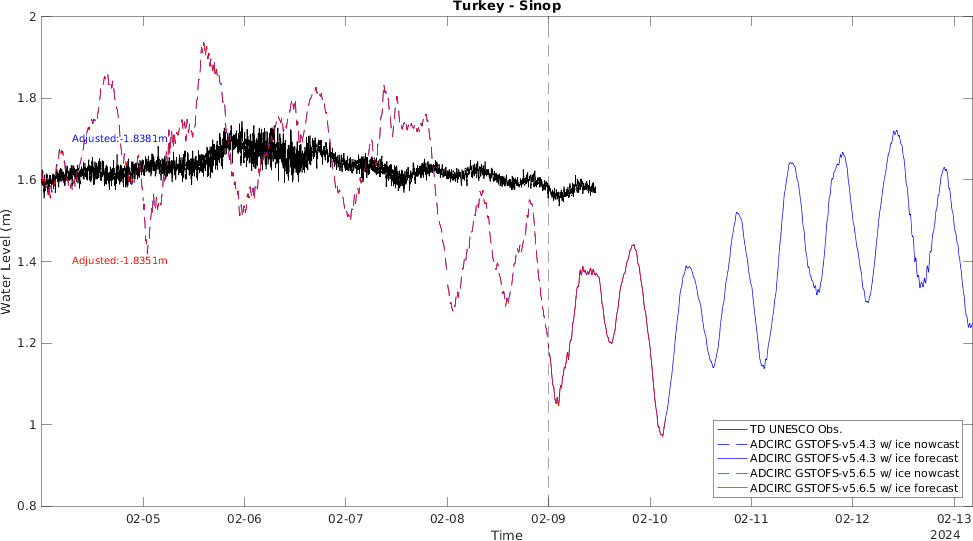 Turkey - Sinop
2
1.8
1.6
1.4
1.2
1
0.8
Water Level (m)
Adjusted:-1.8381m
Adjusted:-1.8351m
TD UNESCO Obs.
ADCIRC GSTOFS-v5.4.3 w/ ice nowcast
ADCIRC GSTOFS-v5.4.3 w/ ice forecast
ADCIRC GSTOFS-v5.6.5 w/ ice nowcast
ADCIRC GSTOFS-v5.6.5 w/ ice forecast
02-05 02-06 02-07 02-08 02-09 02-10 02-11 02-12 02-13
Time
2024